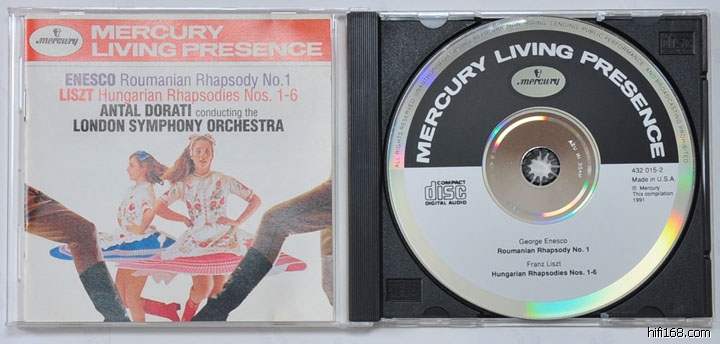 MERCURY
LIVING PRESENCE
mercury
ENESCO Roumanian Rhapsody No.1
LISZT Hungarian Rhapsodies Nos. 1-6
ANTAL DORATI conducting the
LONDON SYMPHONY ORCHESTRA
MERCURY LIVING PRESENCE
mercury
COMPACT
disc
DIGITAL AUDIO
432 015-2
Made in U.S.A.
℗ Mercury
This compilation
1991
George Enesco
Roumanian Rhapsody No. 1
Franz Liszt
Hungarian Rhapsodies Nos. 1-6
hifi168.com